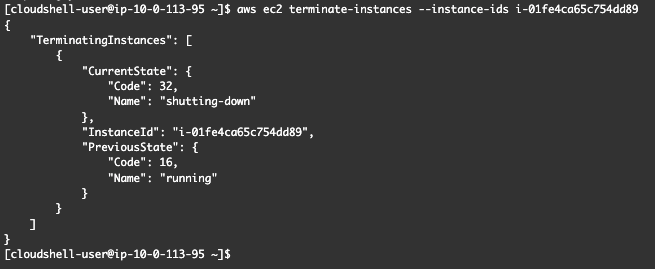 [cloudshell-user@ip-10-0-113-95 ~]$ aws ec2 terminate-instances --instance-ids i-01fe4ca65c754dd89
{
    "TerminatingInstances": [
        {
            "CurrentState": {
                "Code": 32,
                "Name": "shutting-down"
            },
            "InstanceId": "i-01fe4ca65c754dd89",
            "PreviousState": {
                "Code": 16,
                "Name": "running"
            }
        }
    ]
}
[cloudshell-user@ip-10-0-113-95 ~]$